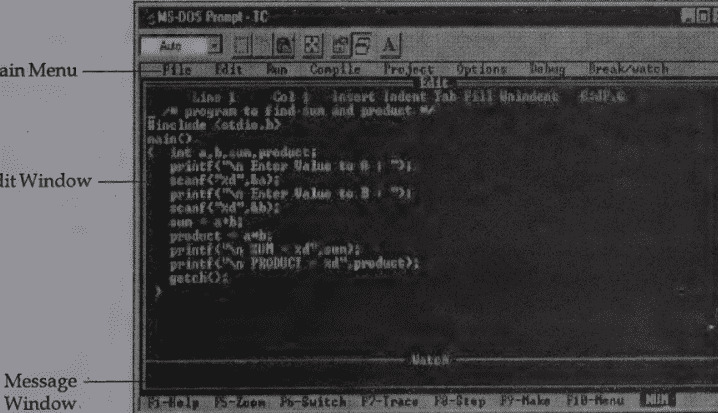 MS-DOS Prompt - TC
Auto
A
ain Menu
File Edit Run Compile Project Options Debug Break/watch
Edit
Line 1 Col 1 Insert Indent Tab Fill Unindent
/* program to find sum and product */
#include <stdio.h>
main()
{ int a,b,sum,product;
printf("\n Enter Value to A : ");
scanf("%d",&a);
dit Window
printf("\n Enter Value to B : ");
scanf("%d",&b);
sum = a+b;
product = a*b;
printf("\n SUM = %d",sum);
printf("\n PRODUCT = %d",product);
getch();
}
Watch
Message
Window
F1-Help F5-Zoom F6-Switch F7-Trace F8-Step F9-Make F10-Menu NUM